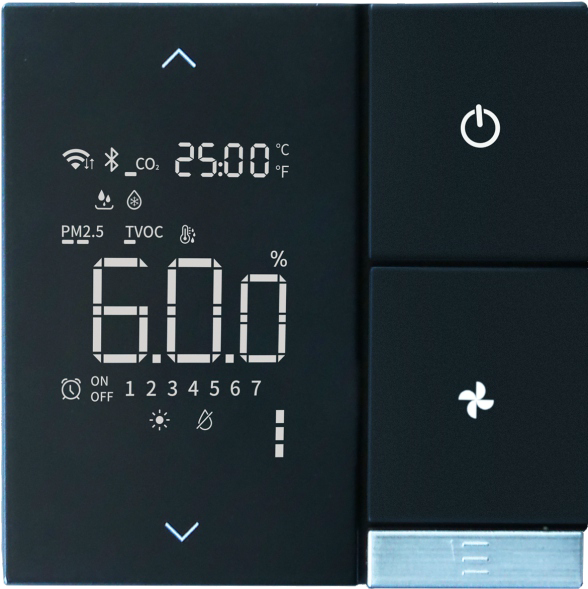 CO₂ 25:00 °C
°F
PM2.5 TVOC
%
6.0.0
ON
OFF 1 2 3 4 5 6 7